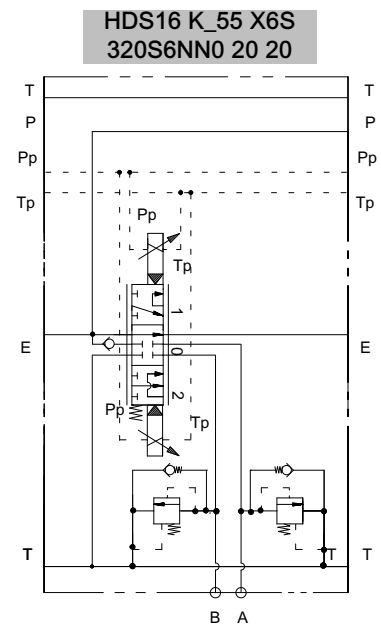 HDS16 K_55 X6S
320S6NN0 20 20
T T
P P
Pp Pp
Tp Tp
Pp
Tp
1
E 0 E
2
Pp Tp
T T T
B A